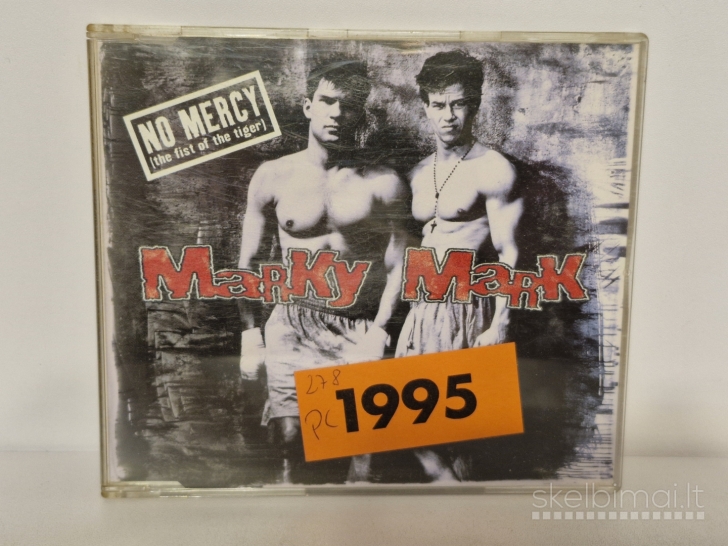 NO MERCY
(the fist of the tiger)
Marky Mark
278
PC
1995
skelbimai.lt